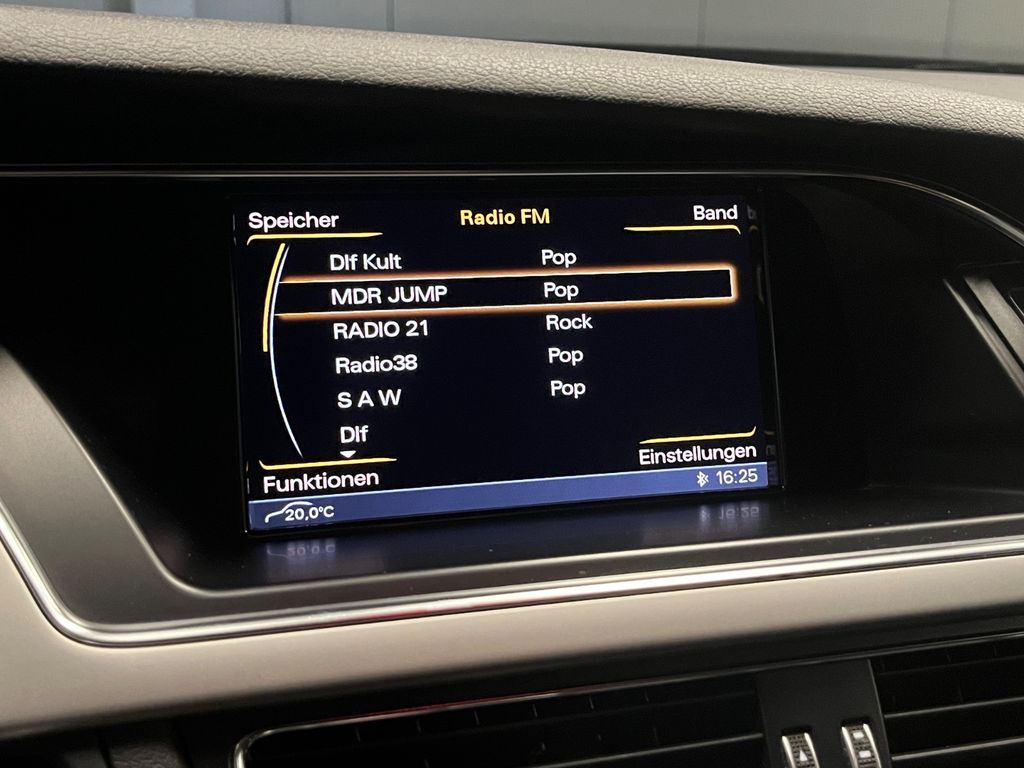 Speicher Radio FM Band
Dlf Kult Pop
MDR JUMP Pop
RADIO 21 Rock
Radio38 Pop
S A W Pop
Dlf
Funktionen Einstellungen
20,0°C 16:25